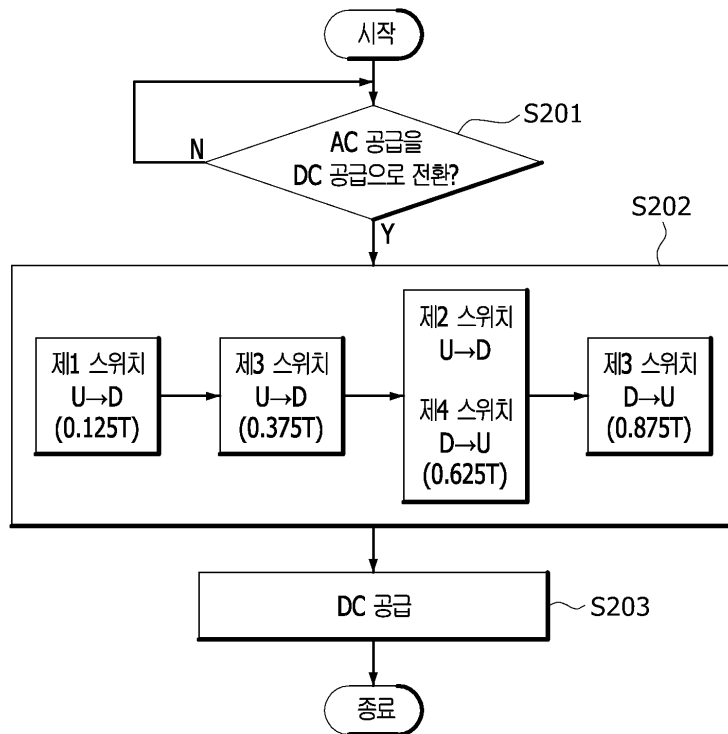 시작
S201
AC 공급을
DC 공급으로 전환?
N
Y
S202
제1 스위치
U→D
(0.125T)
제3 스위치
U→D
(0.375T)
제2 스위치
U→D
제4 스위치
D→U
(0.625T)
제3 스위치
D→U
(0.875T)
DC 공급
S203
종료